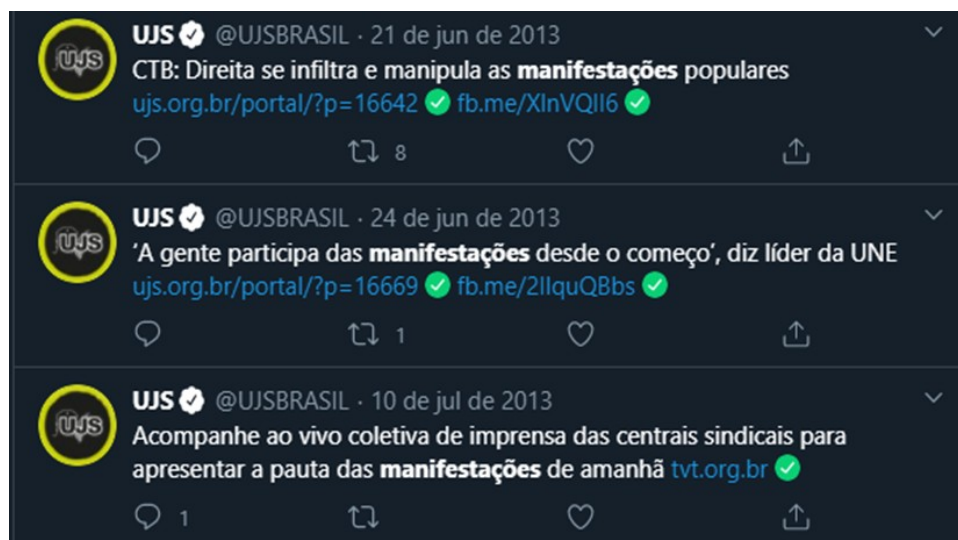 UJS @UJSBRASIL · 21 de jun de 2013
CTB: Direita se infiltra e manipula as manifestações populares
ujs.org.br/portal/?p=16642 fb.me/XInVQII6
8
UJS @UJSBRASIL · 24 de jun de 2013
‘A gente participa das manifestações desde o começo’, diz líder da UNE
ujs.org.br/portal/?p=16669 fb.me/2IIquQBbs
1
UJS @UJSBRASIL · 10 de jul de 2013
Acompanhe ao vivo coletiva de imprensa das centrais sindicais para
apresentar a pauta das manifestações de amanhã tvt.org.br
1